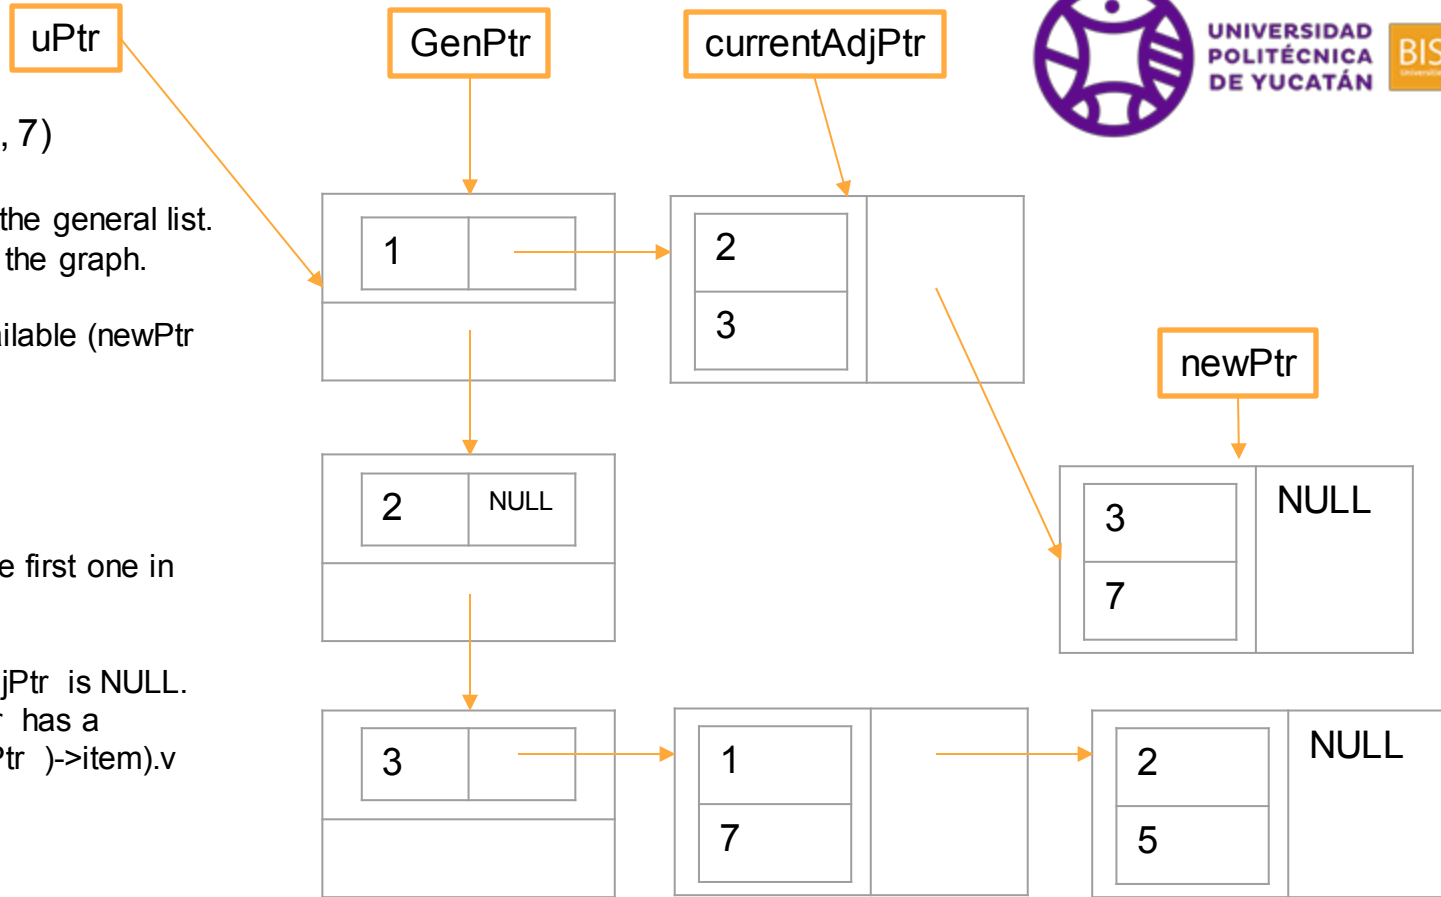 uPtr
GenPtr
currentAdjPtr
UNIVERSIDAD
POLITÉCNICA
DE YUCATÁN
BIS
, 7)
the general list.
the graph.
ilable (newPtr
1
2
3
newPtr
2
NULL
3
7
NULL
e first one in
jPtr is NULL.
r has a
Ptr )->item).v
3
1
7
2
5
NULL